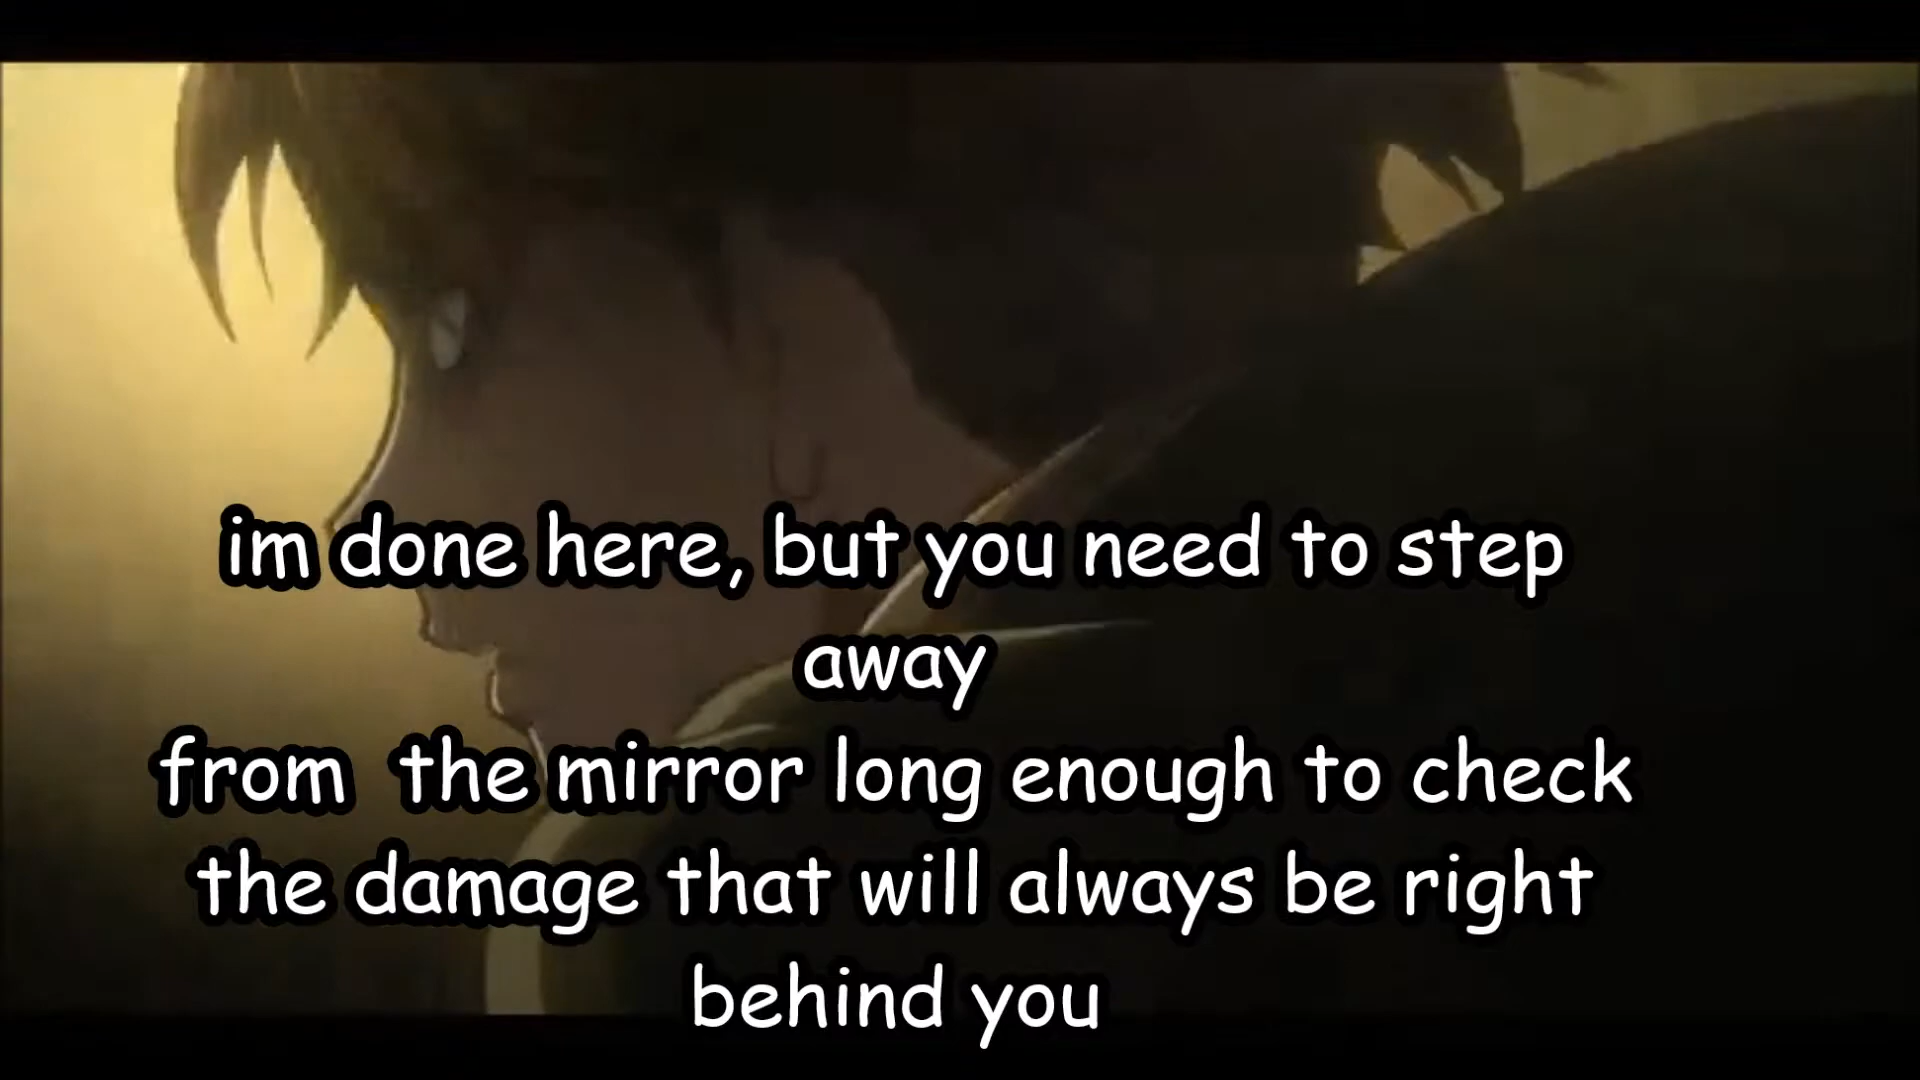 im done here, but you need to step
away
from  the mirror long enough to check
the damage that will always be right
behind you